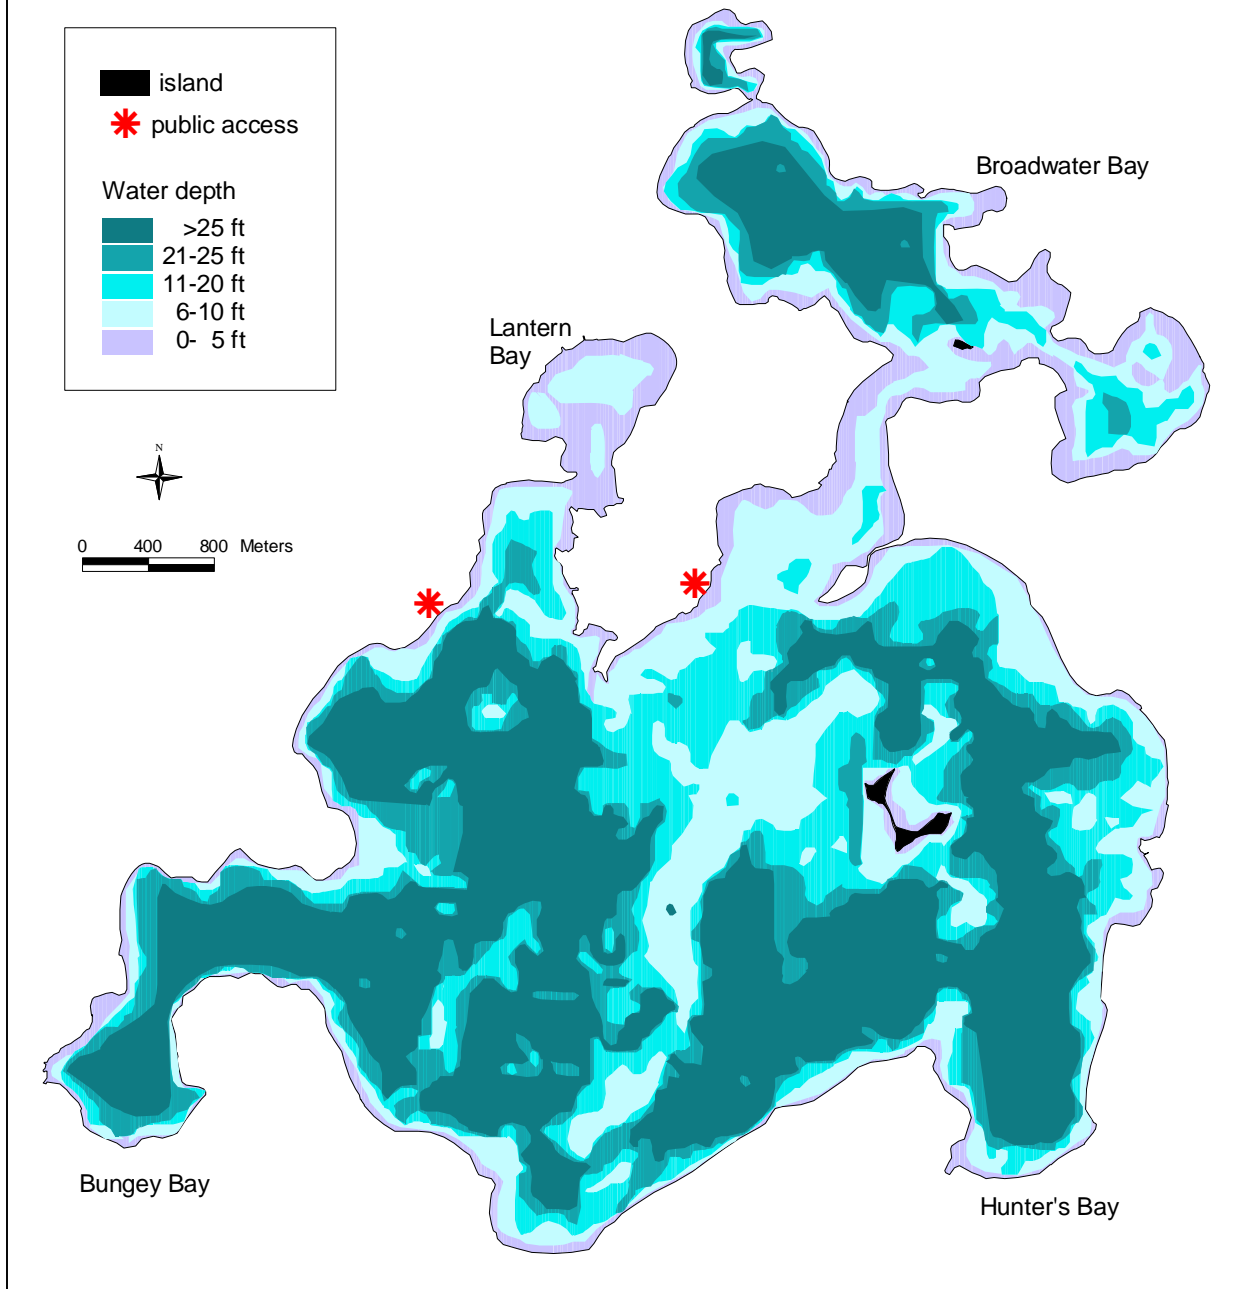 island
public access
Water depth
>25 ft
21-25 ft
11-20 ft
6-10 ft
0- 5 ft
Broadwater Bay
Lantern
Bay
N
0 400 800 Meters
Bungey Bay
Hunter's Bay